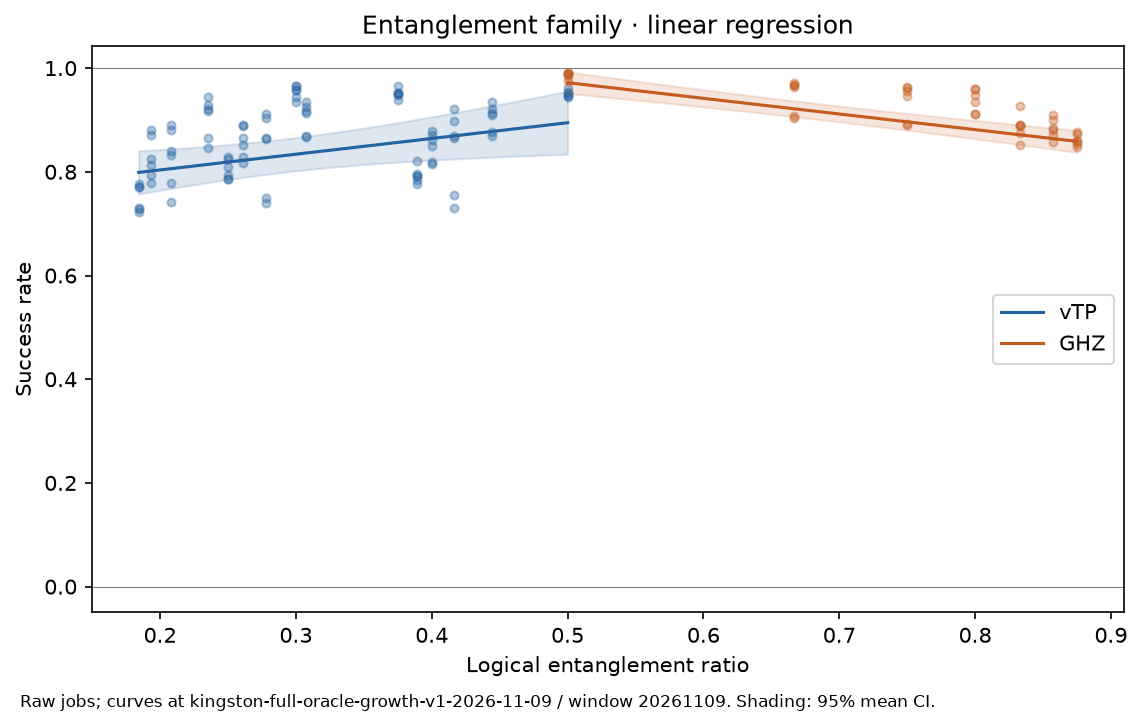 Entanglement family · linear regression
1.0
0.8
0.6
0.4
0.2
0.0
Success rate
vTP
GHZ
0.2 0.3 0.4 0.5 0.6 0.7 0.8 0.9
Logical entanglement ratio
Raw jobs; curves at kingston-full-oracle-growth-v1-2026-11-09 / window 20261109. Shading: 95% mean CI.